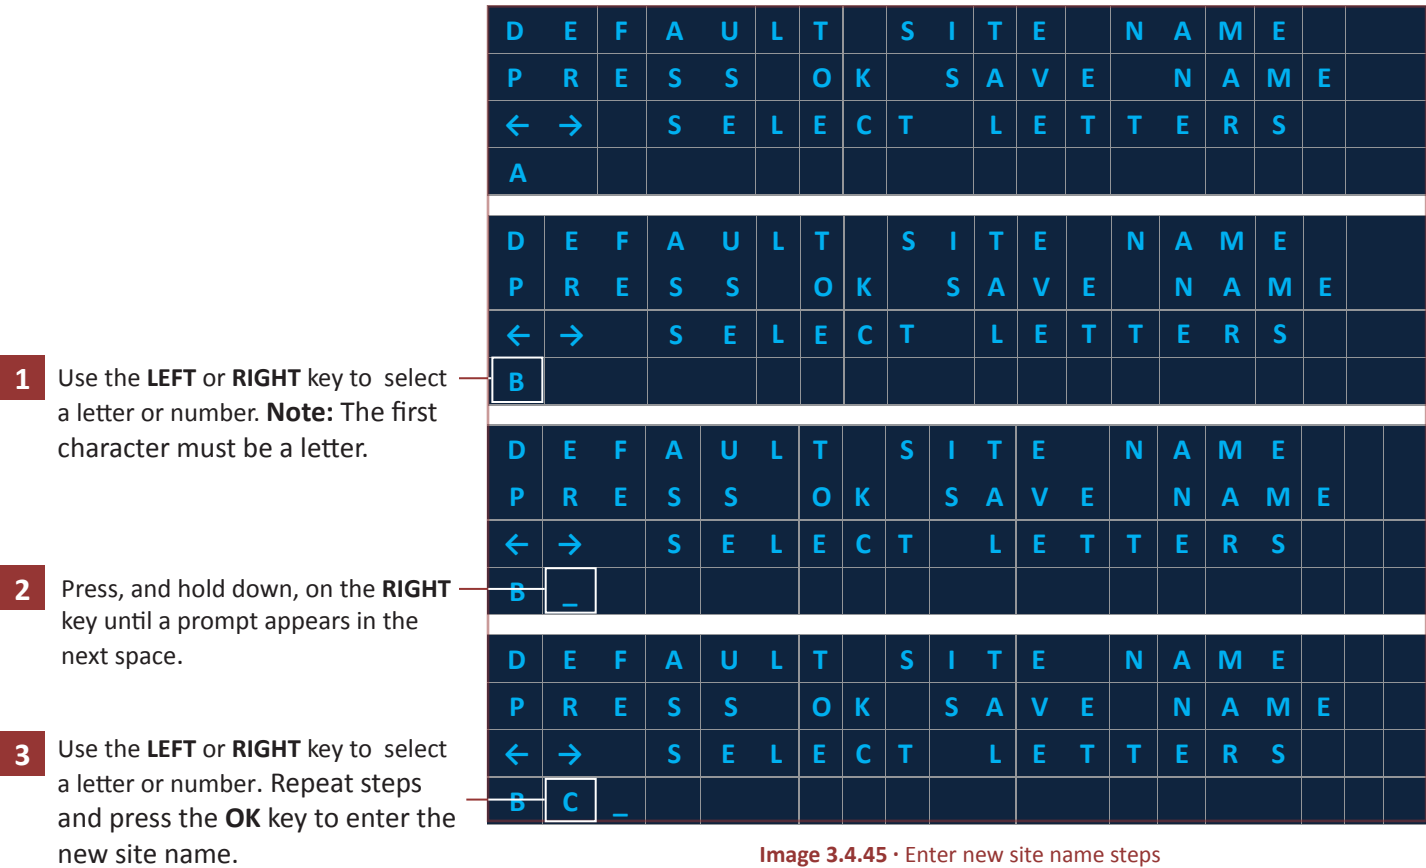 DEFAULT SITE NAME
PRESS OK SAVE NAME
← → SELECT LETTERS
A
DEFAULT SITE NAME
PRESS OK SAVE NAME
← → SELECT LETTERS
B
1 Use the LEFT or RIGHT key to select
a letter or number. Note: The first
character must be a letter.
DEFAULT SITE NAME
PRESS OK SAVE NAME
← → SELECT LETTERS
B _
2 Press, and hold down, on the RIGHT
key until a prompt appears in the
next space.
DEFAULT SITE NAME
PRESS OK SAVE NAME
← → SELECT LETTERS
B C _
3 Use the LEFT or RIGHT key to select
a letter or number. Repeat steps
and press the OK key to enter the
new site name.
Image 3.4.45 · Enter new site name steps